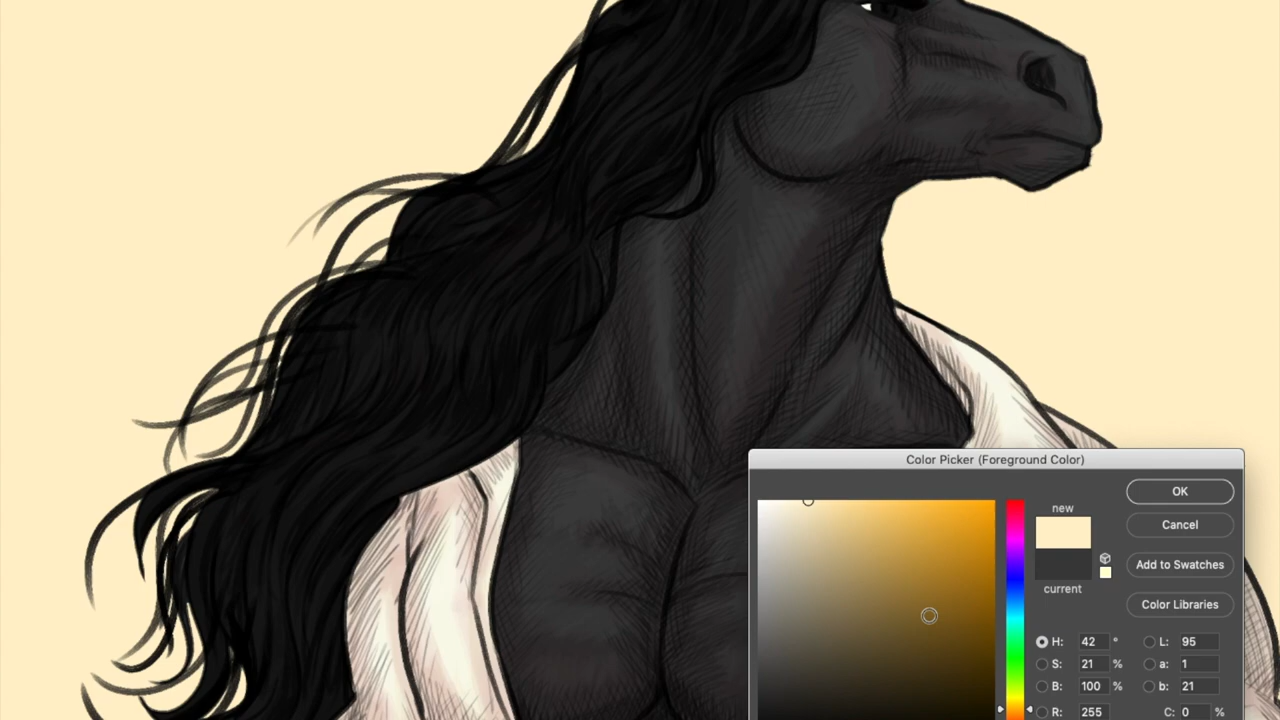 Color Picker (Foreground Color)
new
current
OK
Cancel
Add to Swatches
Color Libraries
H: 42 ° L: 95
S: 21 % a: 1
B: 100 % b: 21
R: 255 C: 0 %